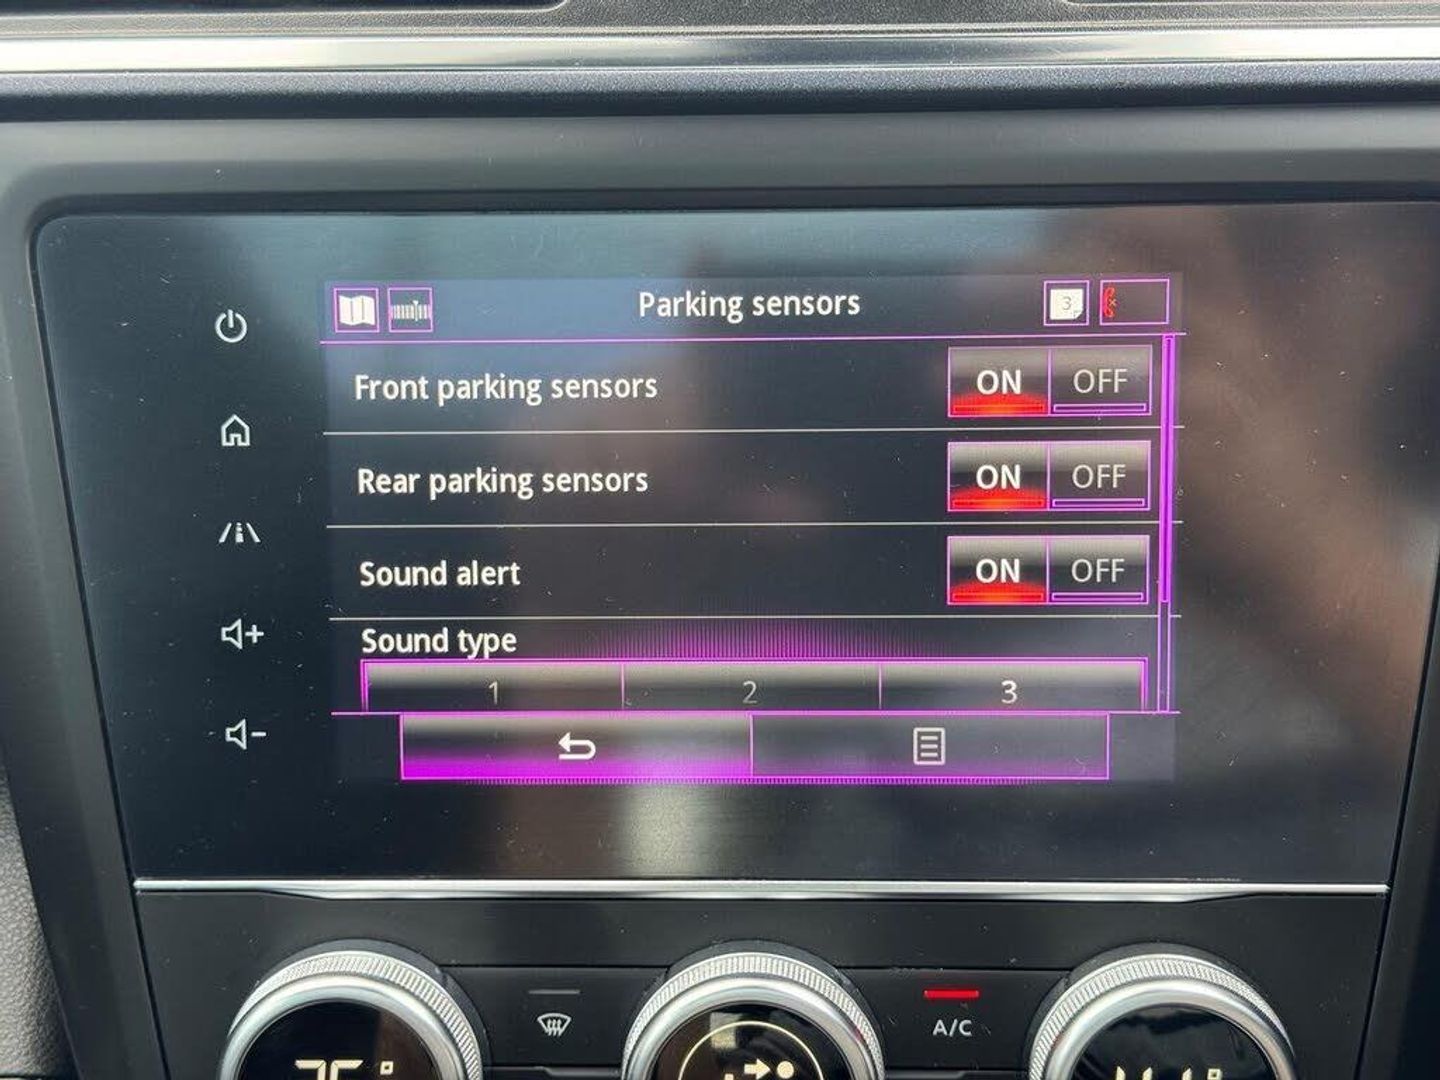 3
Parking sensors
Front parking sensors ON OFF
Rear parking sensors ON OFF
Sound alert ON OFF
Sound type
1 2 3
A/C